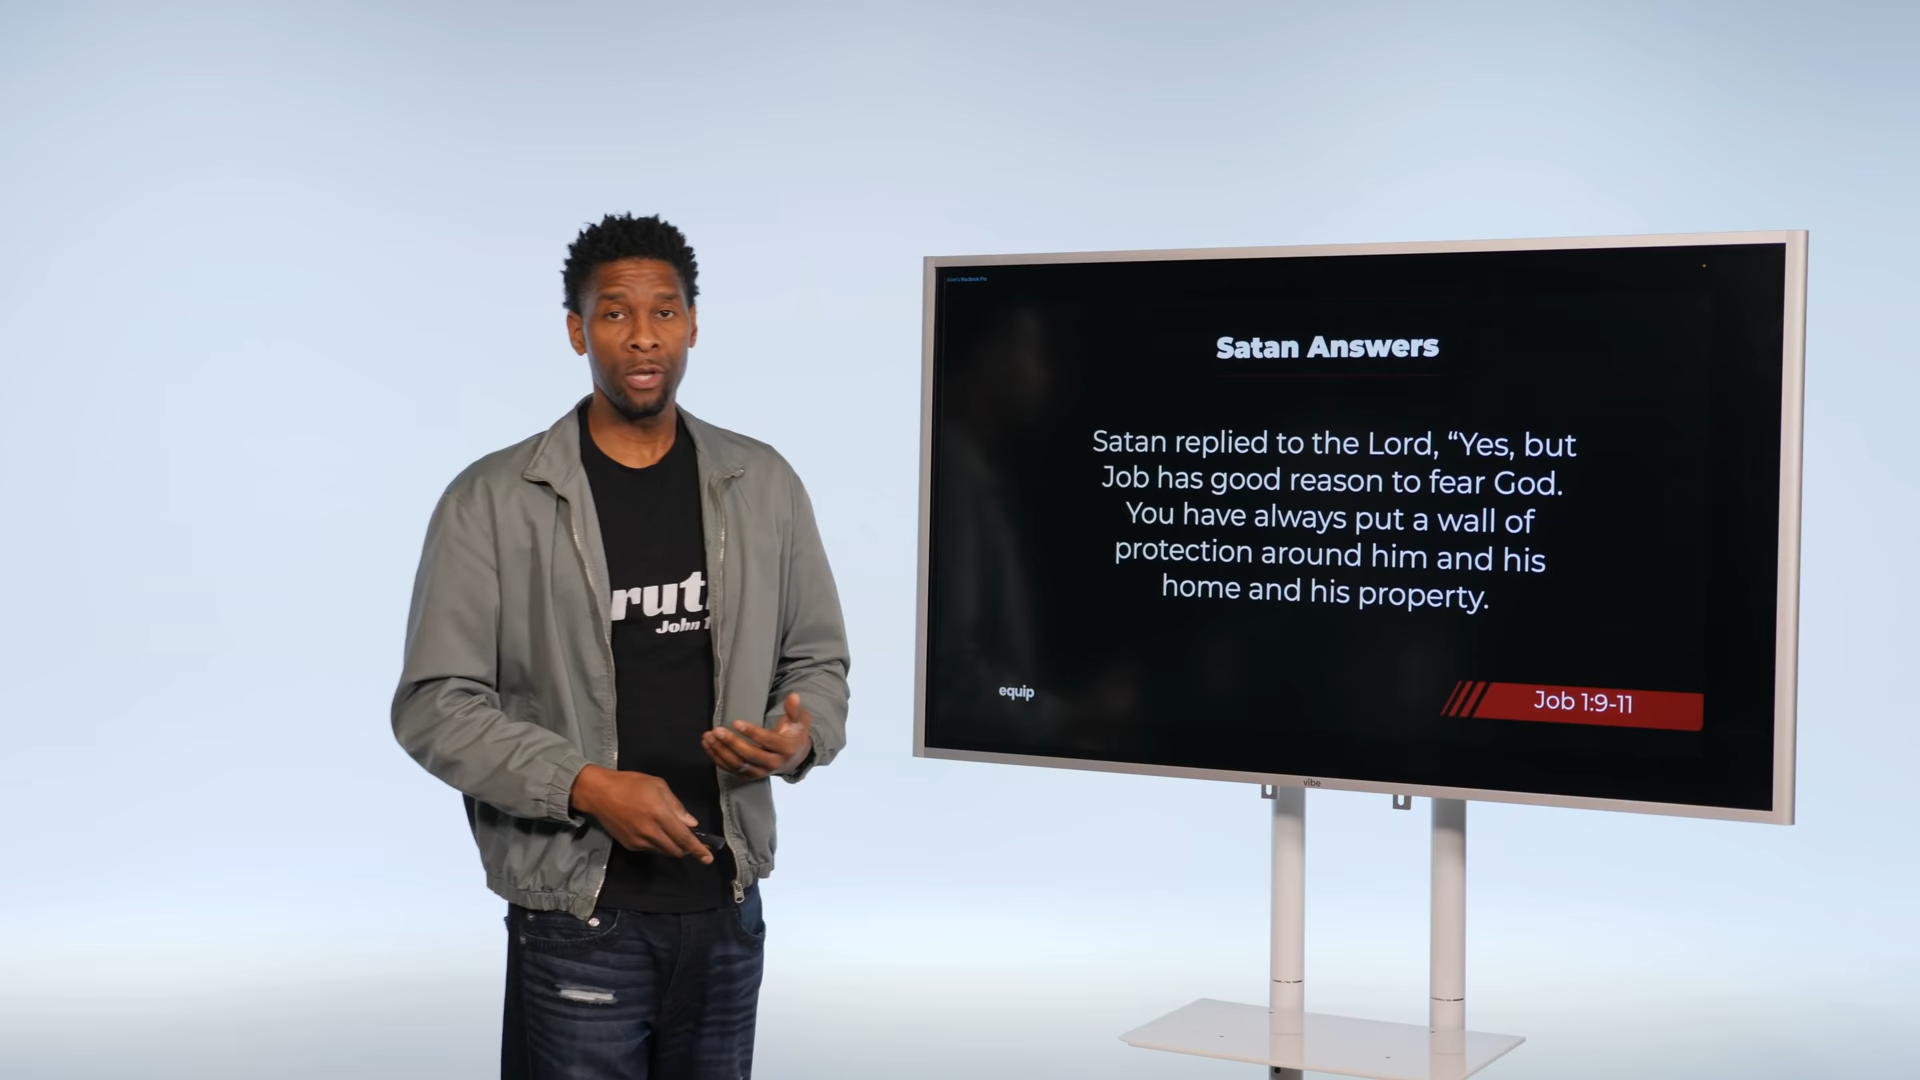 Satan Answers
Satan replied to the Lord, “Yes, but
Job has good reason to fear God.
You have always put a wall of
protection around him and his
home and his property.
equip
Job 1:9-11
vibe
rut
John 1